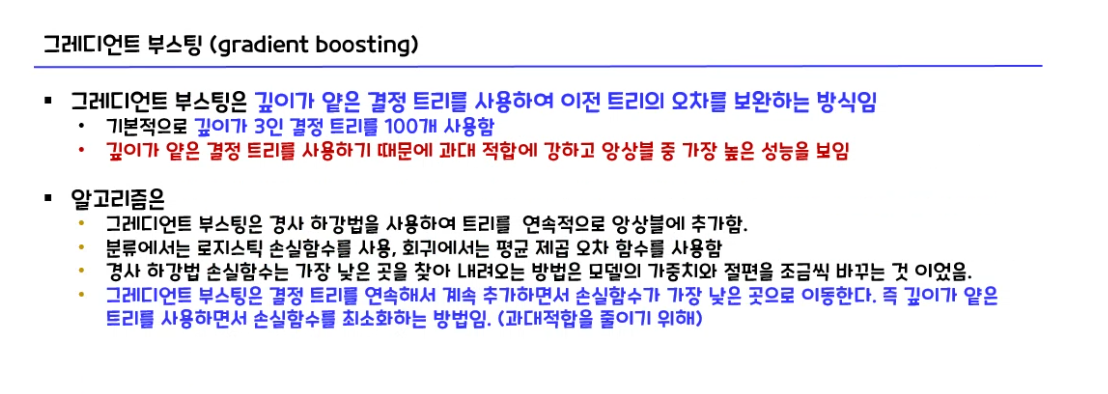 그레디언트 부스팅 (gradient boosting)
▪ 그레디언트 부스팅은 깊이가 얕은 결정 트리를 사용하여 이전 트리의 오차를 보완하는 방식임
• 기본적으로 깊이가 3인 결정 트리를 100개 사용함
• 깊이가 얕은 결정 트리를 사용하기 때문에 과대 적합에 강하고 앙상블 중 가장 높은 성능을 보임
▪ 알고리즘은
• 그레디언트 부스팅은 경사 하강법을 사용하여 트리를 연속적으로 앙상블에 추가함.
• 분류에서는 로지스틱 손실함수를 사용, 회귀에서는 평균 제곱 오차 함수를 사용함
• 경사 하강법 손실함수는 가장 낮은 곳을 찾아 내려오는 방법은 모델의 가중치와 절편을 조금씩 바꾸는 것 이었음.
• 그레디언트 부스팅은 결정 트리를 연속해서 계속 추가하면서 손실함수가 가장 낮은 곳으로 이동한다. 즉 깊이가 얕은
트리를 사용하면서 손실함수를 최소화하는 방법임. (과대적합을 줄이기 위해)